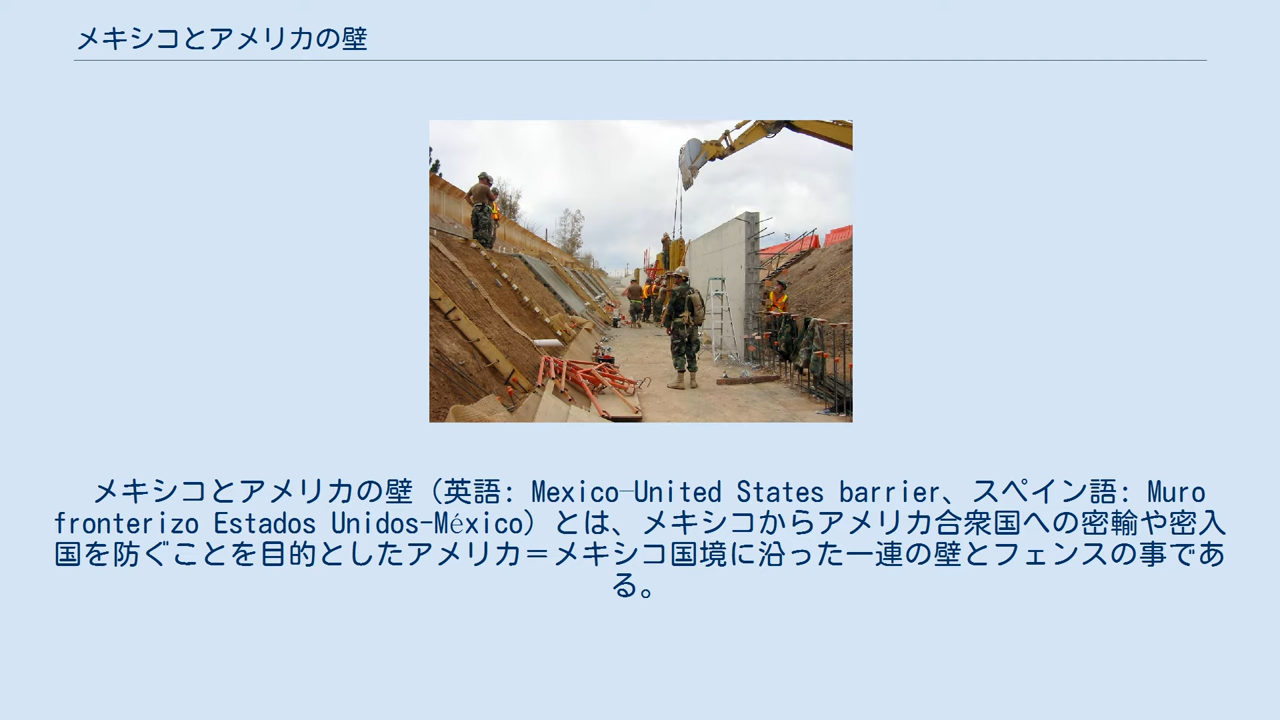 メキシコとアメリカの壁
メキシコとアメリカの壁（英語: Mexico–United States barrier、スペイン語: Muro
fronterizo Estados Unidos-México）とは、メキシコからアメリカ合衆国への密輸や密入
国を防ぐことを目的としたアメリカ＝メキシコ国境に沿った一連の壁とフェンスの事であ
る。